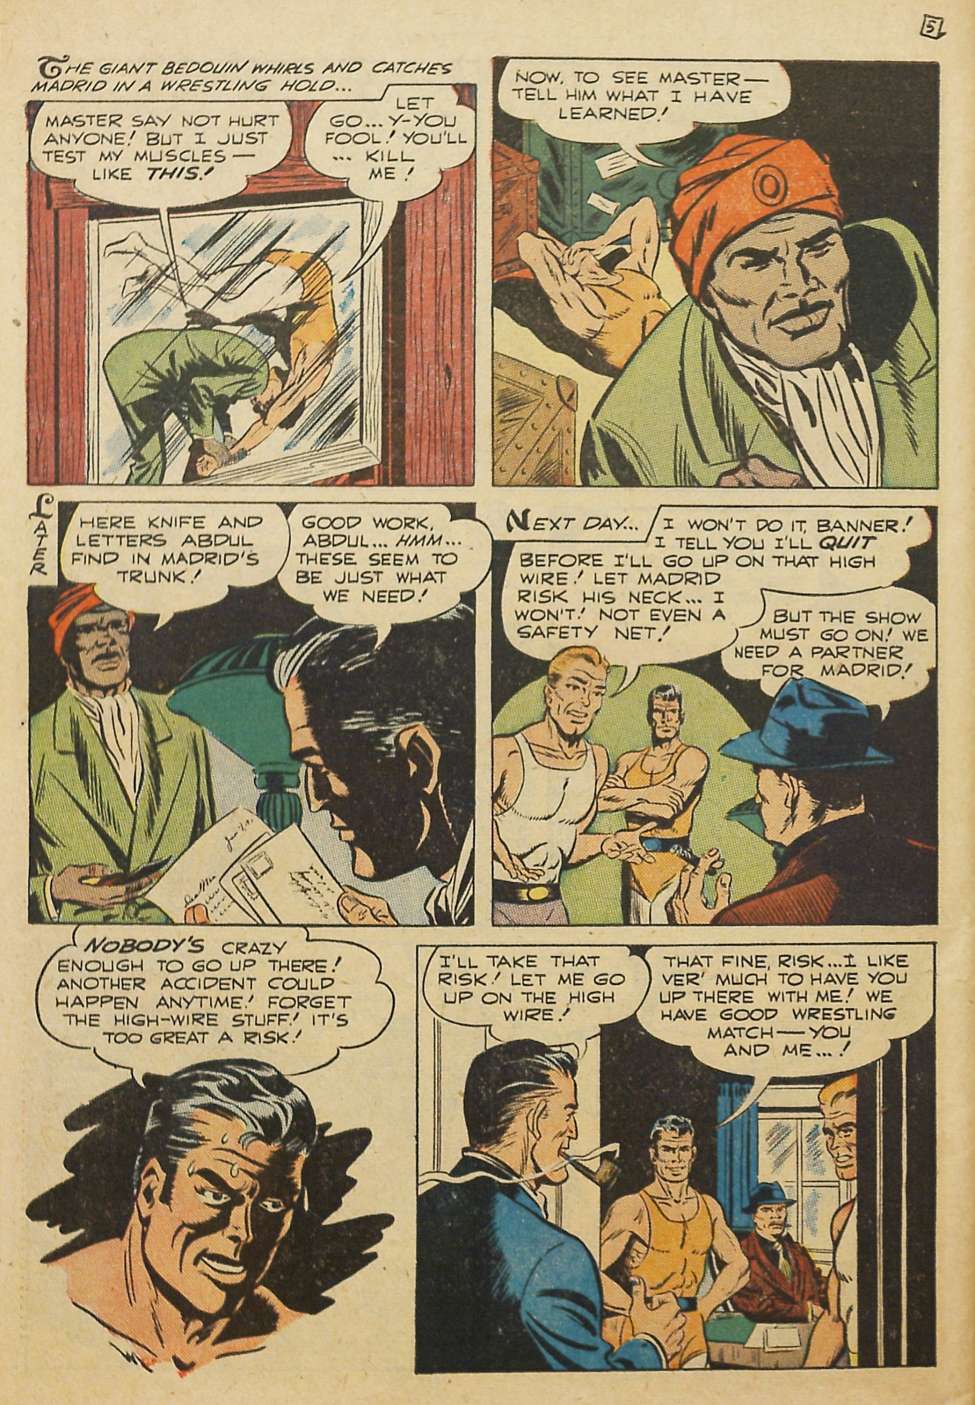 5
THE GIANT BEDOUIN WHIRLS AND CATCHES
MADRID IN A WRESTLING HOLD...
MASTER SAY NOT HURT
ANYONE! BUT I JUST
TEST MY MUSCLES—
LIKE THIS!
LET
GO... Y-YOU
FOOL! YOU'LL
... KILL
ME!
NOW, TO SEE MASTER—
TELL HIM WHAT I HAVE
LEARNED!
LATER
HERE KNIFE AND
LETTERS ABDUL
FIND IN MADRID'S
TRUNK!
GOOD WORK,
ABDUL... HMM...
THESE SEEM TO
BE JUST WHAT
WE NEED!
NEXT DAY...
I WON'T DO IT, BANNER!
I TELL YOU I'LL QUIT
BEFORE I'LL GO UP ON THAT HIGH
WIRE! LET MADRID
RISK HIS NECK... I
WON'T! NOT EVEN A
SAFETY NET!
BUT THE SHOW
MUST GO ON! WE
NEED A PARTNER
FOR MADRID!
NOBODY'S CRAZY
ENOUGH TO GO UP THERE!
ANOTHER ACCIDENT COULD
HAPPEN ANYTIME! FORGET
THE HIGH-WIRE STUFF! IT'S
TOO GREAT A RISK!
I'LL TAKE THAT
RISK! LET ME GO
UP ON THE HIGH
WIRE!
THAT FINE, RISK...I LIKE
VER' MUCH TO HAVE YOU
UP THERE WITH ME! WE
HAVE GOOD WRESTLING
MATCH—YOU
AND ME...!